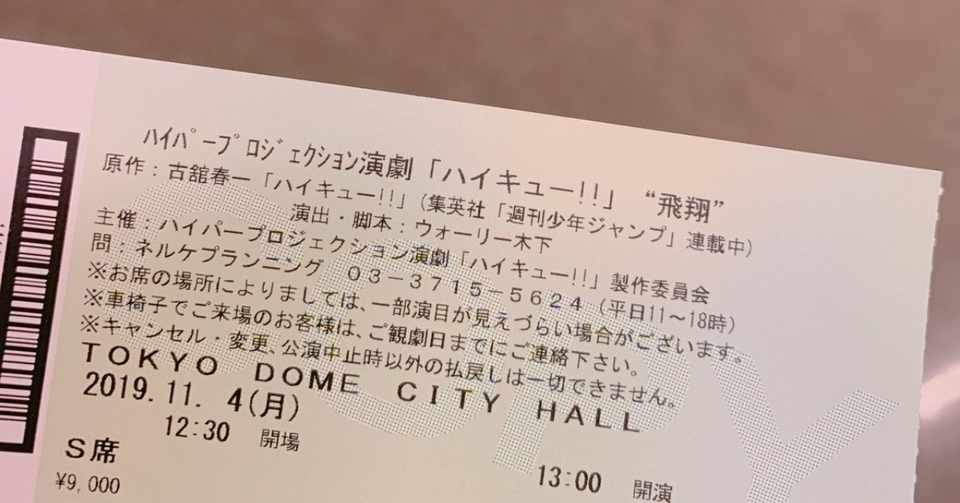 ﾊｲﾊﾟｰﾌﾟﾛｼﾞｪｸｼｮﾝ演劇「ハイキュー!!」 “飛翔”
原作：古舘春一「ハイキュー!!」(集英社「週刊少年ジャンプ」連載中)
演出・脚本：ウォーリー木下
主催：ハイパープロジェクション演劇「ハイキュー!!」製作委員会
問：ネルケプランニング　０３-３７１５-５６２４(平日11～18時)
※お席の場所によりましては、一部演目が見えづらい場合がございます。
※車椅子でご来場のお客様は、ご観劇日までにご連絡下さい。
※キャンセル・変更、公演中止時以外の払戻しは一切できません。
TOKYO DOME CITY HALL
2019.11. 4(月)
12:30 開場
13:00 開演
S席
¥9,000